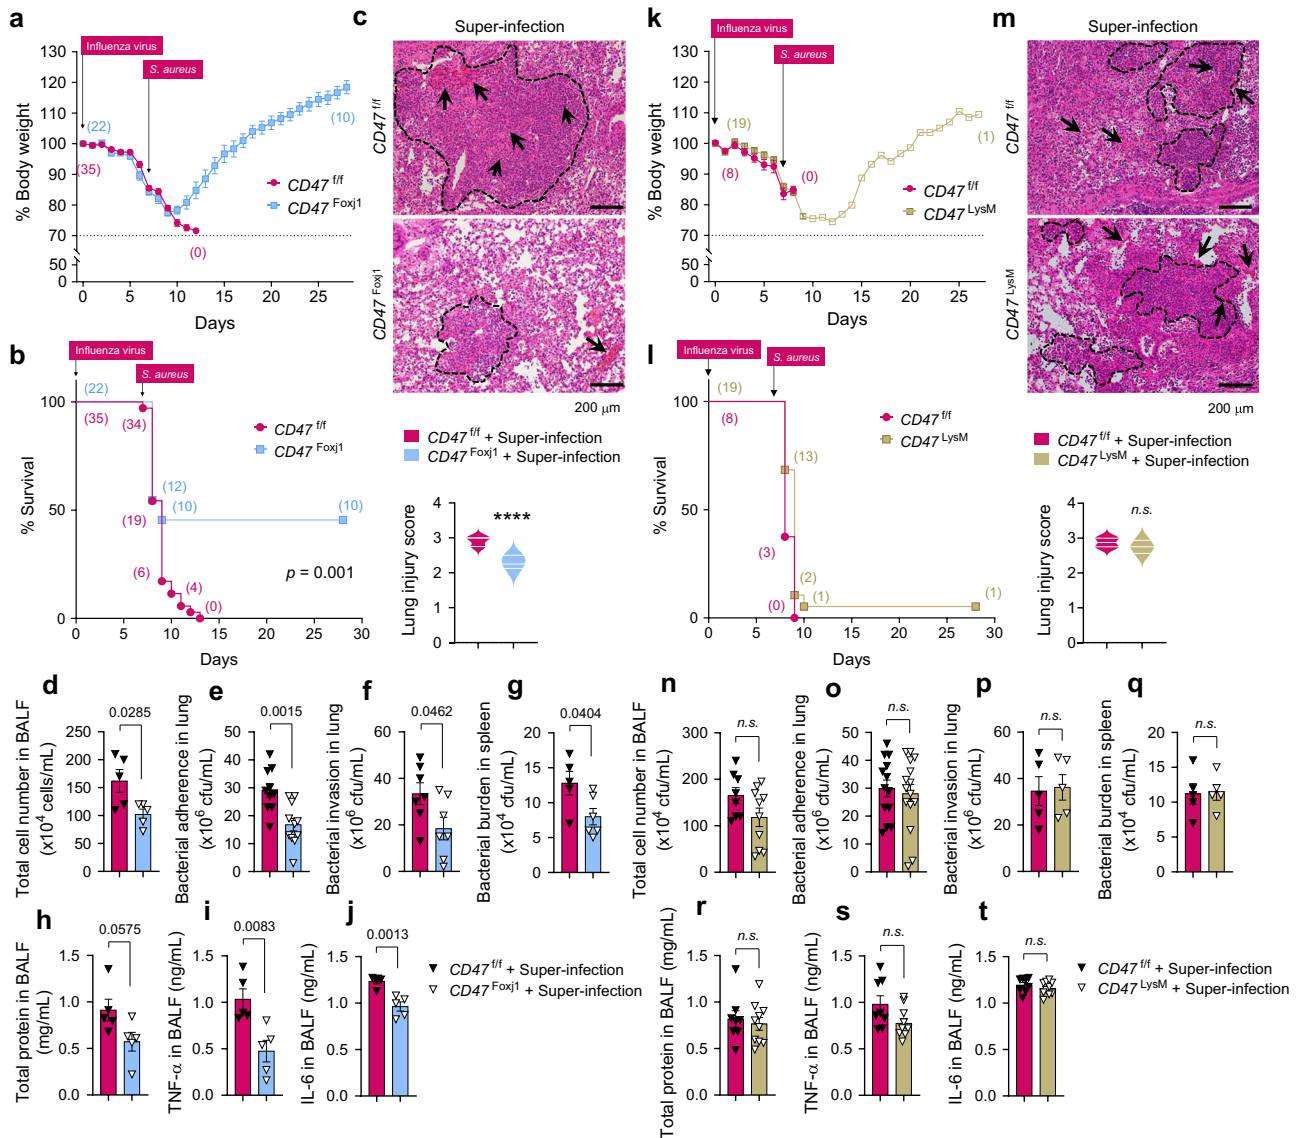 a
Influenza virus
S. aureus
% Body weight
130
120
110
100
90
80
70
50
0
(22)
(35)
(10)
(0)
CD47 f/f
CD47 Foxj1
0 5 10 15 20 25
Days
b
Influenza virus
S. aureus
% Survival
100
50
0
(22)
(35)
(34)
(12)
(10)
(10)
(19)
(6)
(4)
(0)
CD47 f/f
CD47 Foxj1
p = 0.001
0 5 10 15 20 25 30
Days
c
Super-infection
CD47 f/f
CD47 Foxj1
200 μm
CD47 f/f + Super-infection
CD47 Foxj1 + Super-infection
Lung injury score
4
3
2
1
0
****
k
Influenza virus
S. aureus
% Body weight
130
120
110
100
90
80
70
50
0
(19)
(8)
(0)
(1)
CD47 f/f
CD47 LysM
0 5 10 15 20 25
Days
l
Influenza virus
S. aureus
% Survival
100
50
0
(19)
(8)
(13)
(3)
(2)
(1)
(0)
(1)
CD47 f/f
CD47 LysM
0 5 10 15 20 25 30
Days
m
Super-infection
CD47 f/f
CD47 LysM
200 μm
CD47 f/f + Super-infection
CD47 LysM + Super-infection
Lung injury score
4
3
2
1
0
n.s.
d
Total cell number in BALF
(x10⁴ cells/mL)
250
200
150
100
50
0
0.0285
e
Bacterial adherence in lung
(x10⁶ cfu/mL)
50
40
30
20
10
0
0.0015
f
Bacterial invasion in lung
(x10⁶ cfu/mL)
60
40
20
0
0.0462
g
Bacterial burden in spleen
(x10⁴ cfu/mL)
20
15
10
5
0
0.0404
n
Total cell number in BALF
(x10⁴ cfu/mL)
300
200
100
0
n.s.
o
Bacterial adherence in lung
(x10⁶ cfu/mL)
50
40
30
20
10
0
n.s.
p
Bacterial invasion in lung
(x10⁶ cfu/mL)
60
40
20
0
n.s.
q
Bacterial burden in spleen
(x10⁴ cfu/mL)
20
15
10
5
0
n.s.
h
Total protein in BALF
(mg/mL)
1.5
1.0
0.5
0.0
0.0575
i
TNF-α in BALF (ng/mL)
1.5
1.0
0.5
0.0
0.0083
j
IL-6 in BALF (ng/mL)
1.5
1.0
0.5
0.0
0.0013
CD47 f/f + Super-infection
CD47 Foxj1 + Super-infection
r
Total protein in BALF (mg/mL)
1.5
1.0
0.5
0.0
n.s.
s
TNF-α in BALF (ng/mL)
1.5
1.0
0.5
0.0
n.s.
t
IL-6 in BALF (ng/mL)
1.5
1.0
0.5
0.0
n.s.
CD47 f/f + Super-infection
CD47 LysM + Super-infection